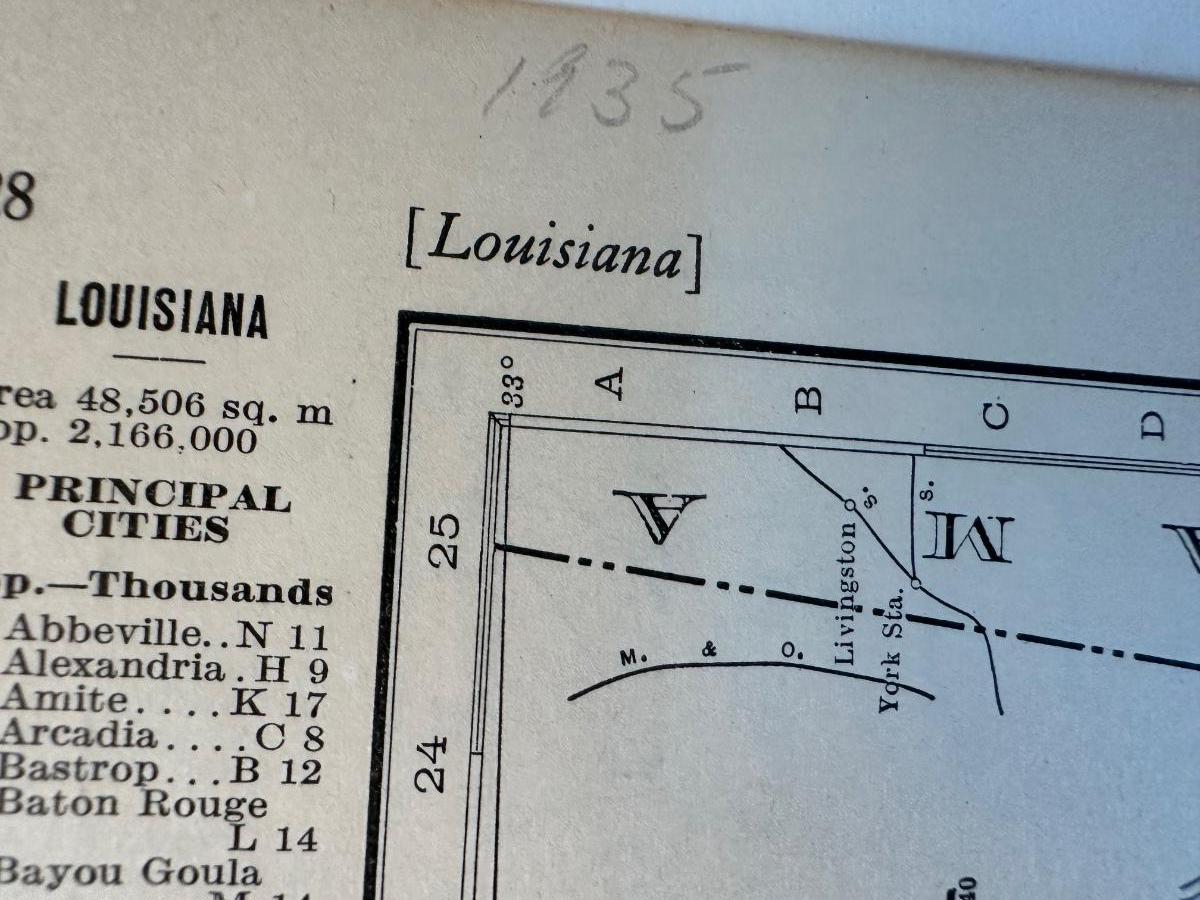 1935
28
[Louisiana]
LOUISIANA
rea 48,506 sq. m
op. 2,166,000
PRINCIPAL
CITIES
p.—Thousands
Abbeville..N 11
Alexandria.H 9
Amite....K 17
Arcadia....C 8
Bastrop...B 12
Baton Rouge
L 14
Bayou Goula
33°
A
B
C
D
25
24
A
M
A
S.
S.
Livingston
York Sta.
M. & O.
40